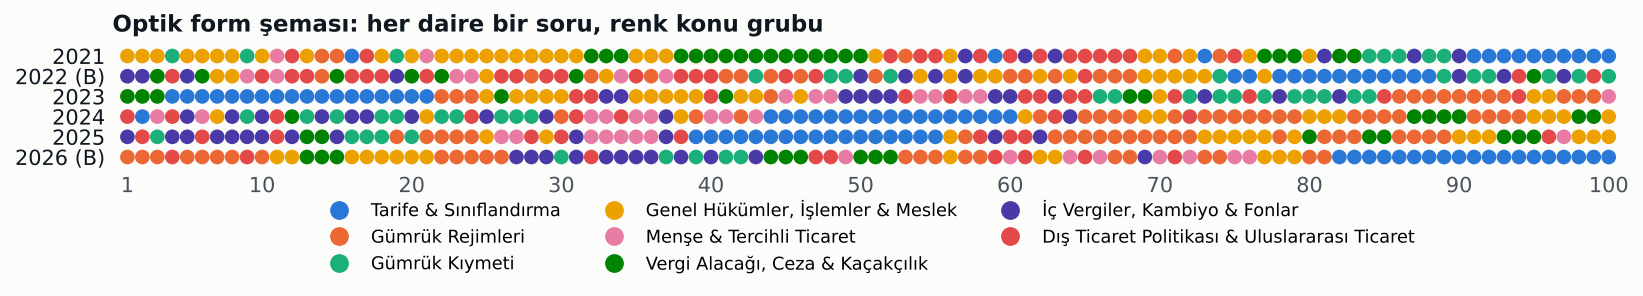 Optik form şeması: her daire bir soru, renk konu grubu
2021
2022 (B)
2023
2024
2025
2026 (B)
1 10 20 30 40 50 60 70 80 90 100
Tarife & Sınıflandırma
Gümrük Rejimleri
Gümrük Kıymeti
Genel Hükümler, İşlemler & Meslek
Menşe & Tercihli Ticaret
Vergi Alacağı, Ceza & Kaçakçılık
İç Vergiler, Kambiyo & Fonlar
Dış Ticaret Politikası & Uluslararası Ticaret